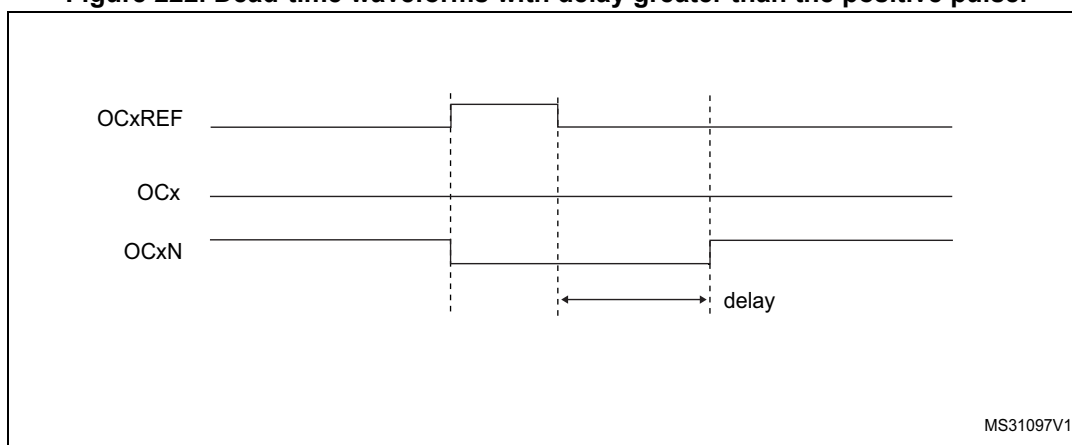 Figure 222. Dead-time waveforms with delay greater than the positive pulse.
OCxREF
OCx
OCxN
delay
MS31097V1